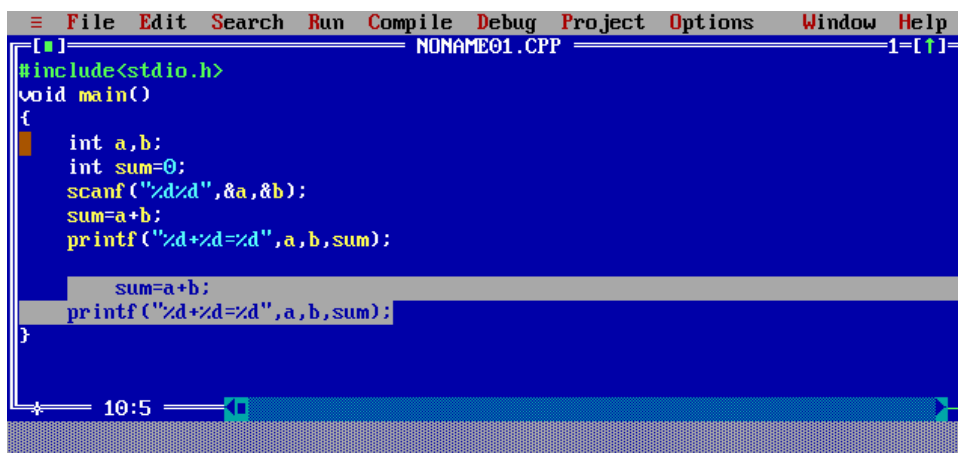 ≡ File Edit Search Run Compile Debug Project Options Window Help
[■] NONAME01.CPP 1=[↑]
#include<stdio.h>
void main()
{
    int a,b;
    int sum=0;
    scanf("%d%d",&a,&b);
    sum=a+b;
    printf("%d+%d=%d",a,b,sum);
        sum=a+b;
    printf("%d+%d=%d",a,b,sum);
}
10:5